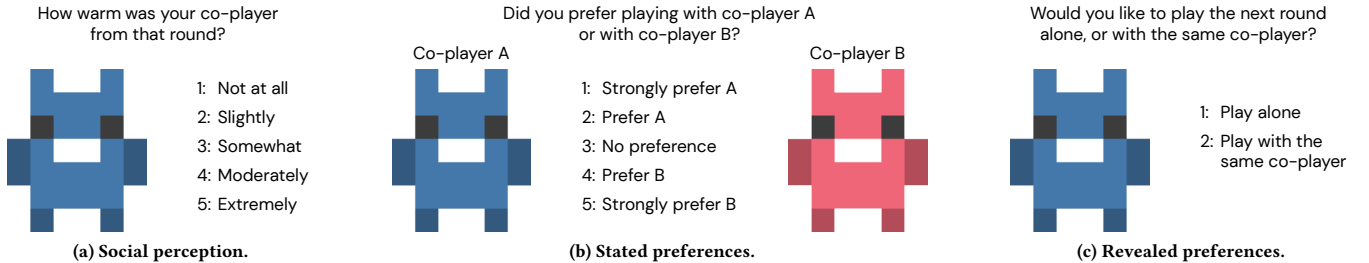 How warm was your co-player
from that round?
1: Not at all
2: Slightly
3: Somewhat
4: Moderately
5: Extremely
(a) Social perception.
Did you prefer playing with co-player A
or with co-player B?
Co-player A
Co-player B
1: Strongly prefer A
2: Prefer A
3: No preference
4: Prefer B
5: Strongly prefer B
(b) Stated preferences.
Would you like to play the next round
alone, or with the same co-player?
1: Play alone
2: Play with the
same co-player
(c) Revealed preferences.